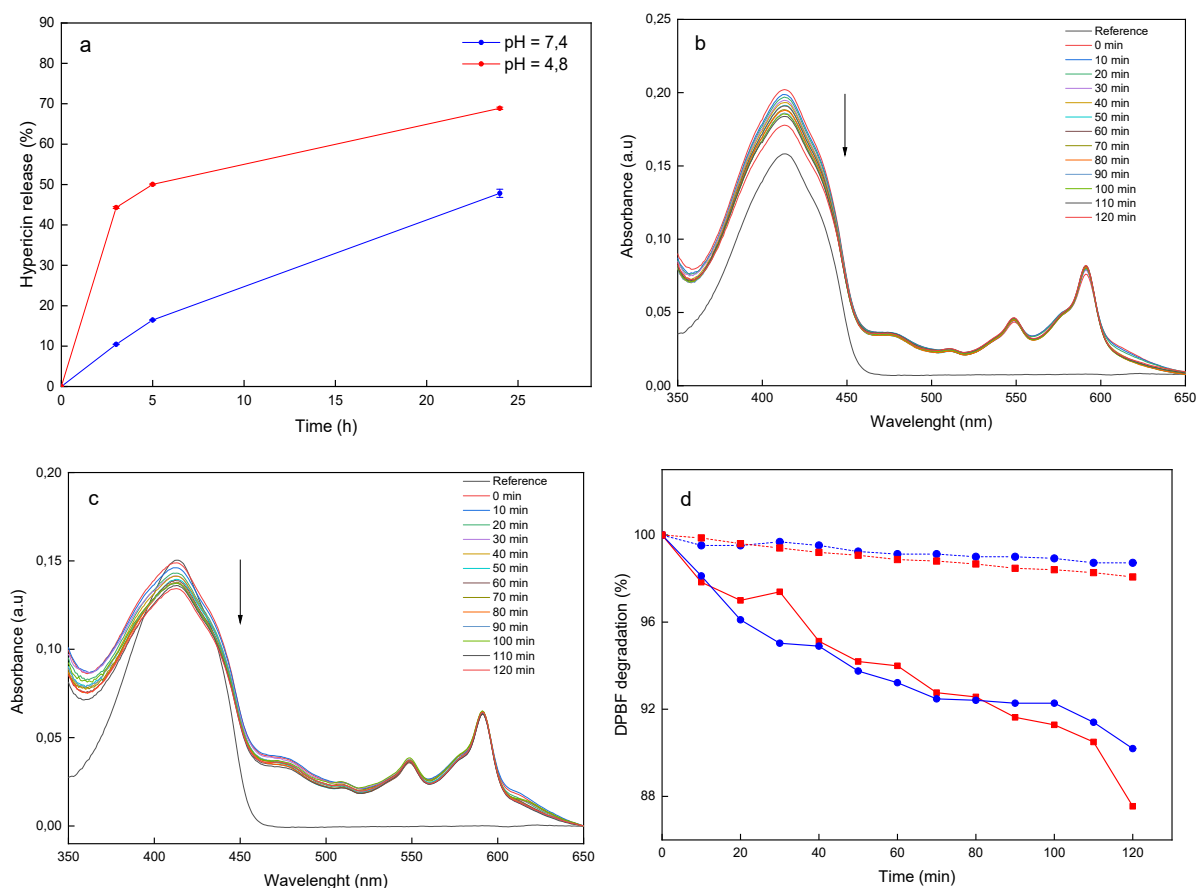 a
90
80
70
60
50
40
30
20
10
0
Hypericin release (%)
pH = 7,4
pH = 4,8
0
5
10
15
20
25
Time (h)
b
0,25
0,20
0,15
0,10
0,05
0,00
Absorbance (a.u)
Reference
0 min
10 min
20 min
30 min
40 min
50 min
60 min
70 min
80 min
90 min
100 min
110 min
120 min
350
400
450
500
550
600
650
Wavelenght (nm)
c
0,20
0,15
0,10
0,05
0,00
Absorbance (a.u)
Reference
0 min
10 min
20 min
30 min
40 min
50 min
60 min
70 min
80 min
90 min
100 min
110 min
120 min
350
400
450
500
550
600
650
Wavelenght (nm)
d
100
96
92
88
DPBF degradation (%)
0
20
40
60
80
100
120
Time (min)